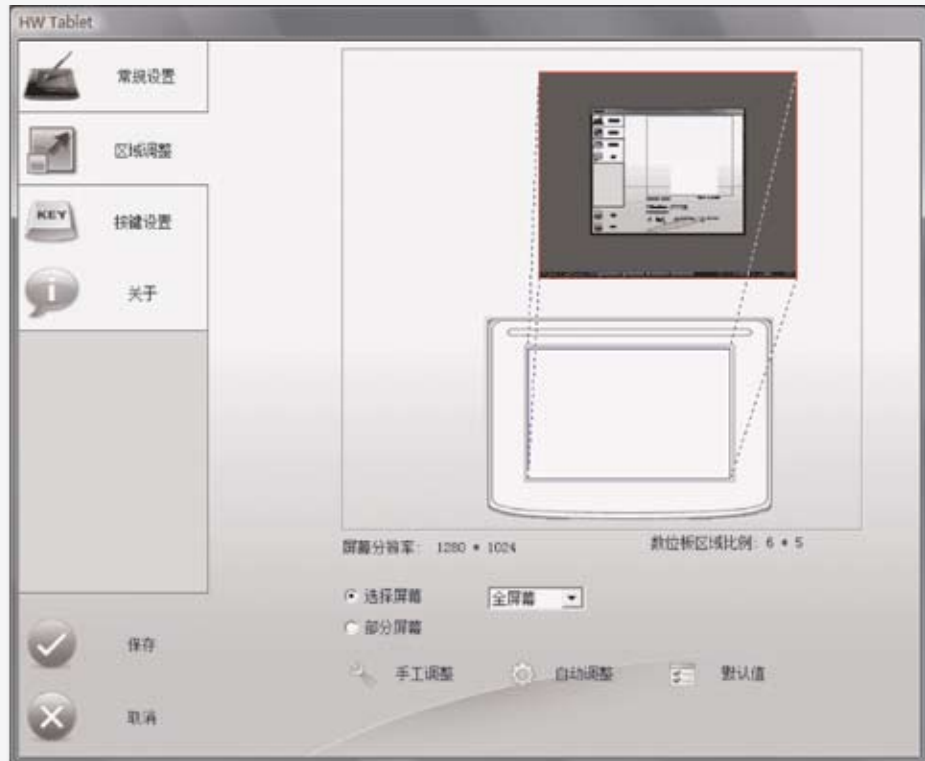 HW Tablet
常规设置
区域调整
KEY
按键设置
关于
屏幕分辨率： 1280 * 1024
数位板区域比例： 6 * 5
选择屏幕
全屏幕
部分屏幕
手工调整
自动调整
默认值
保存
取消